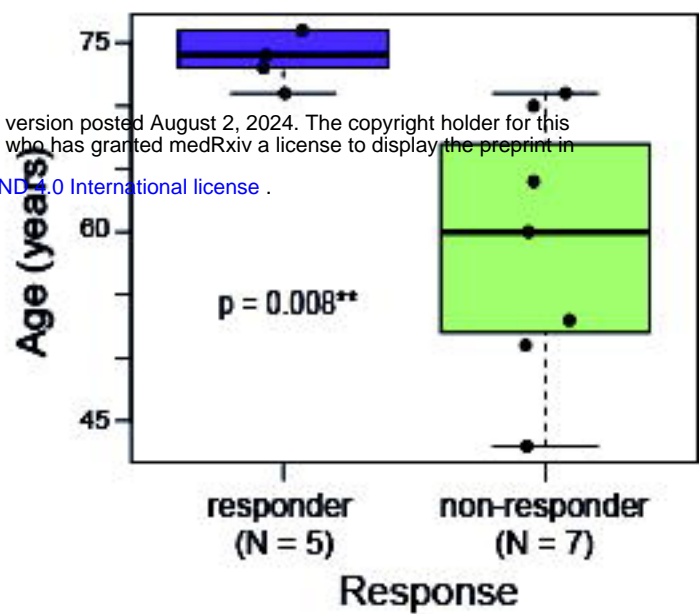 75
version posted August 2, 2024. The copyright holder for this
who has granted medRxiv a license to display the preprint in
ND 4.0 International license .
60
Age (years)
p = 0.008**
45
responder
(N = 5)
non-responder
(N = 7)
Response